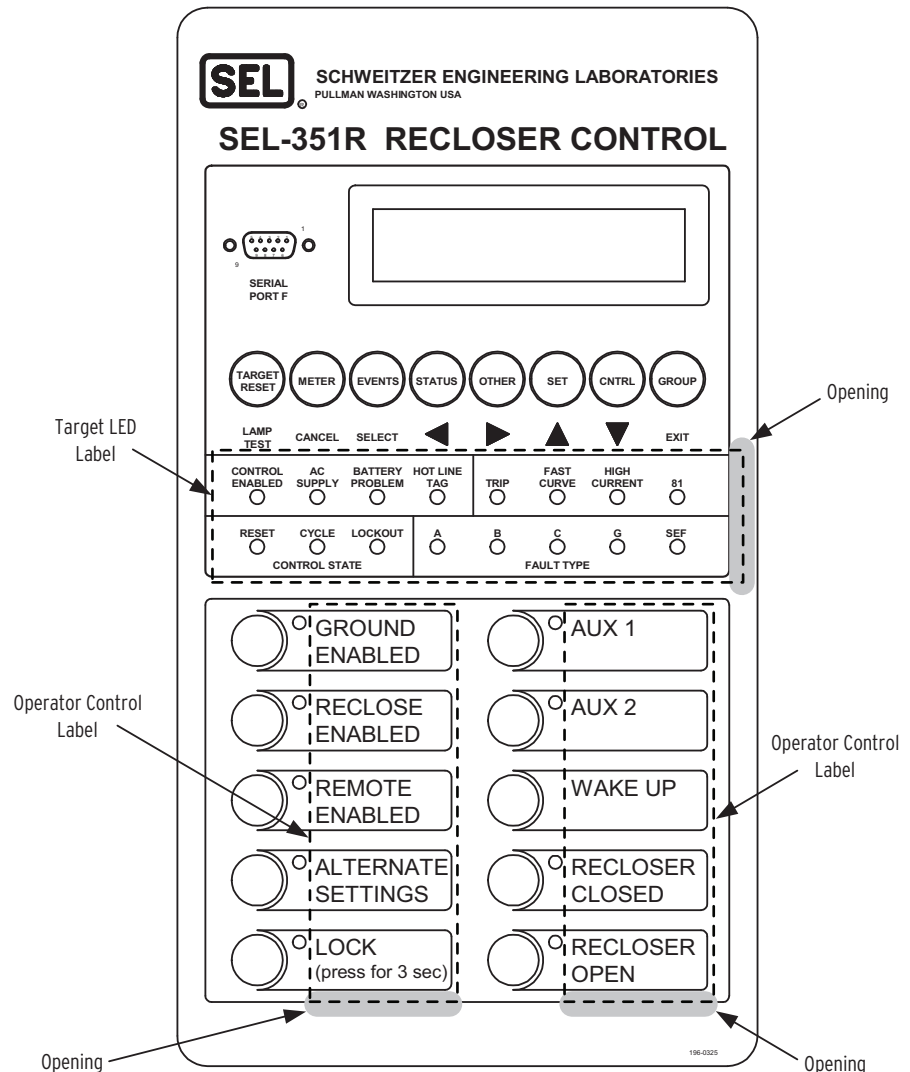 SEL
SCHWEITZER ENGINEERING LABORATORIES
PULLMAN WASHINGTON USA
SEL-351R RECLOSER CONTROL
1
9
SERIAL
PORT F
TARGET
RESET
METER
EVENTS
STATUS
OTHER
SET
CNTRL
GROUP
LAMP
TEST
CANCEL
SELECT
EXIT
Opening
Target LED
Label
CONTROL
ENABLED
AC
SUPPLY
BATTERY
PROBLEM
HOT LINE
TAG
TRIP
FAST
CURVE
HIGH
CURRENT
81
RESET
CYCLE
LOCKOUT
CONTROL STATE
A
B
C
G
SEF
FAULT TYPE
GROUND
ENABLED
RECLOSE
ENABLED
REMOTE
ENABLED
ALTERNATE
SETTINGS
LOCK
(press for 3 sec)
AUX 1
AUX 2
WAKE UP
RECLOSER
CLOSED
RECLOSER
OPEN
Operator Control
Label
Operator Control
Label
196-0325
Opening
Opening